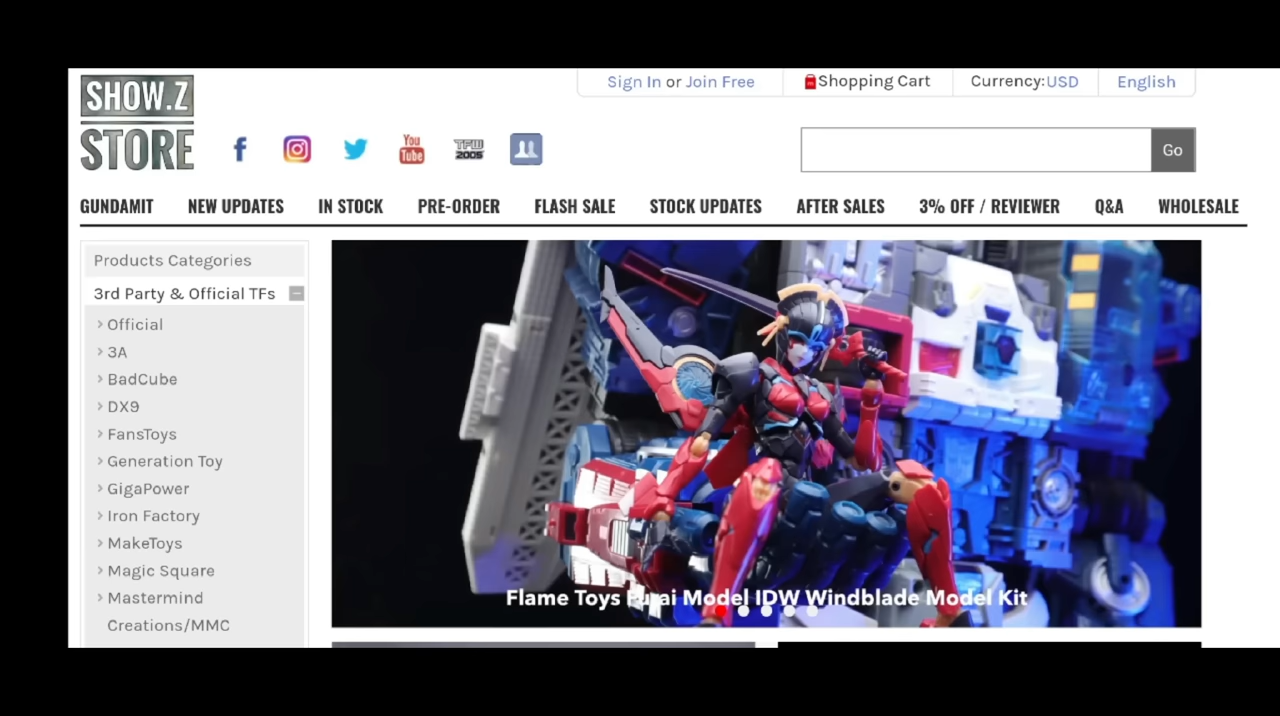 SHOW.Z
STORE
Sign In or Join Free
Shopping Cart
Currency:USD
English
You
Tube
TFW
2005
Go
GUNDAMIT
NEW UPDATES
IN STOCK
PRE-ORDER
FLASH SALE
STOCK UPDATES
AFTER SALES
3% OFF / REVIEWER
Q&A
WHOLESALE
Products Categories
3rd Party & Official TFs
Official
3A
BadCube
DX9
FansToys
Generation Toy
GigaPower
Iron Factory
MakeToys
Magic Square
Mastermind
Creations/MMC
Flame Toys Furai Model IDW Windblade Model Kit